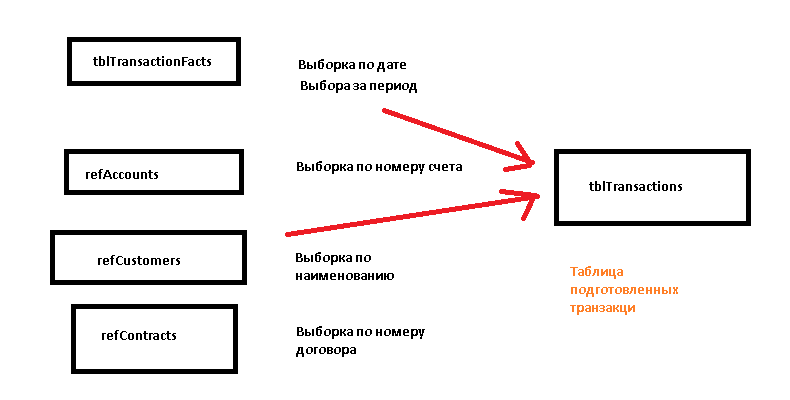 tblTransactionFacts
Выборка по дате
Выбора за период
refAccounts
Выборка по номеру счета
tblTransactions
refCustomers
Выборка по
наименованию
Таблица
подготовленных
транзакци
refContracts
Выборка по номеру
договора